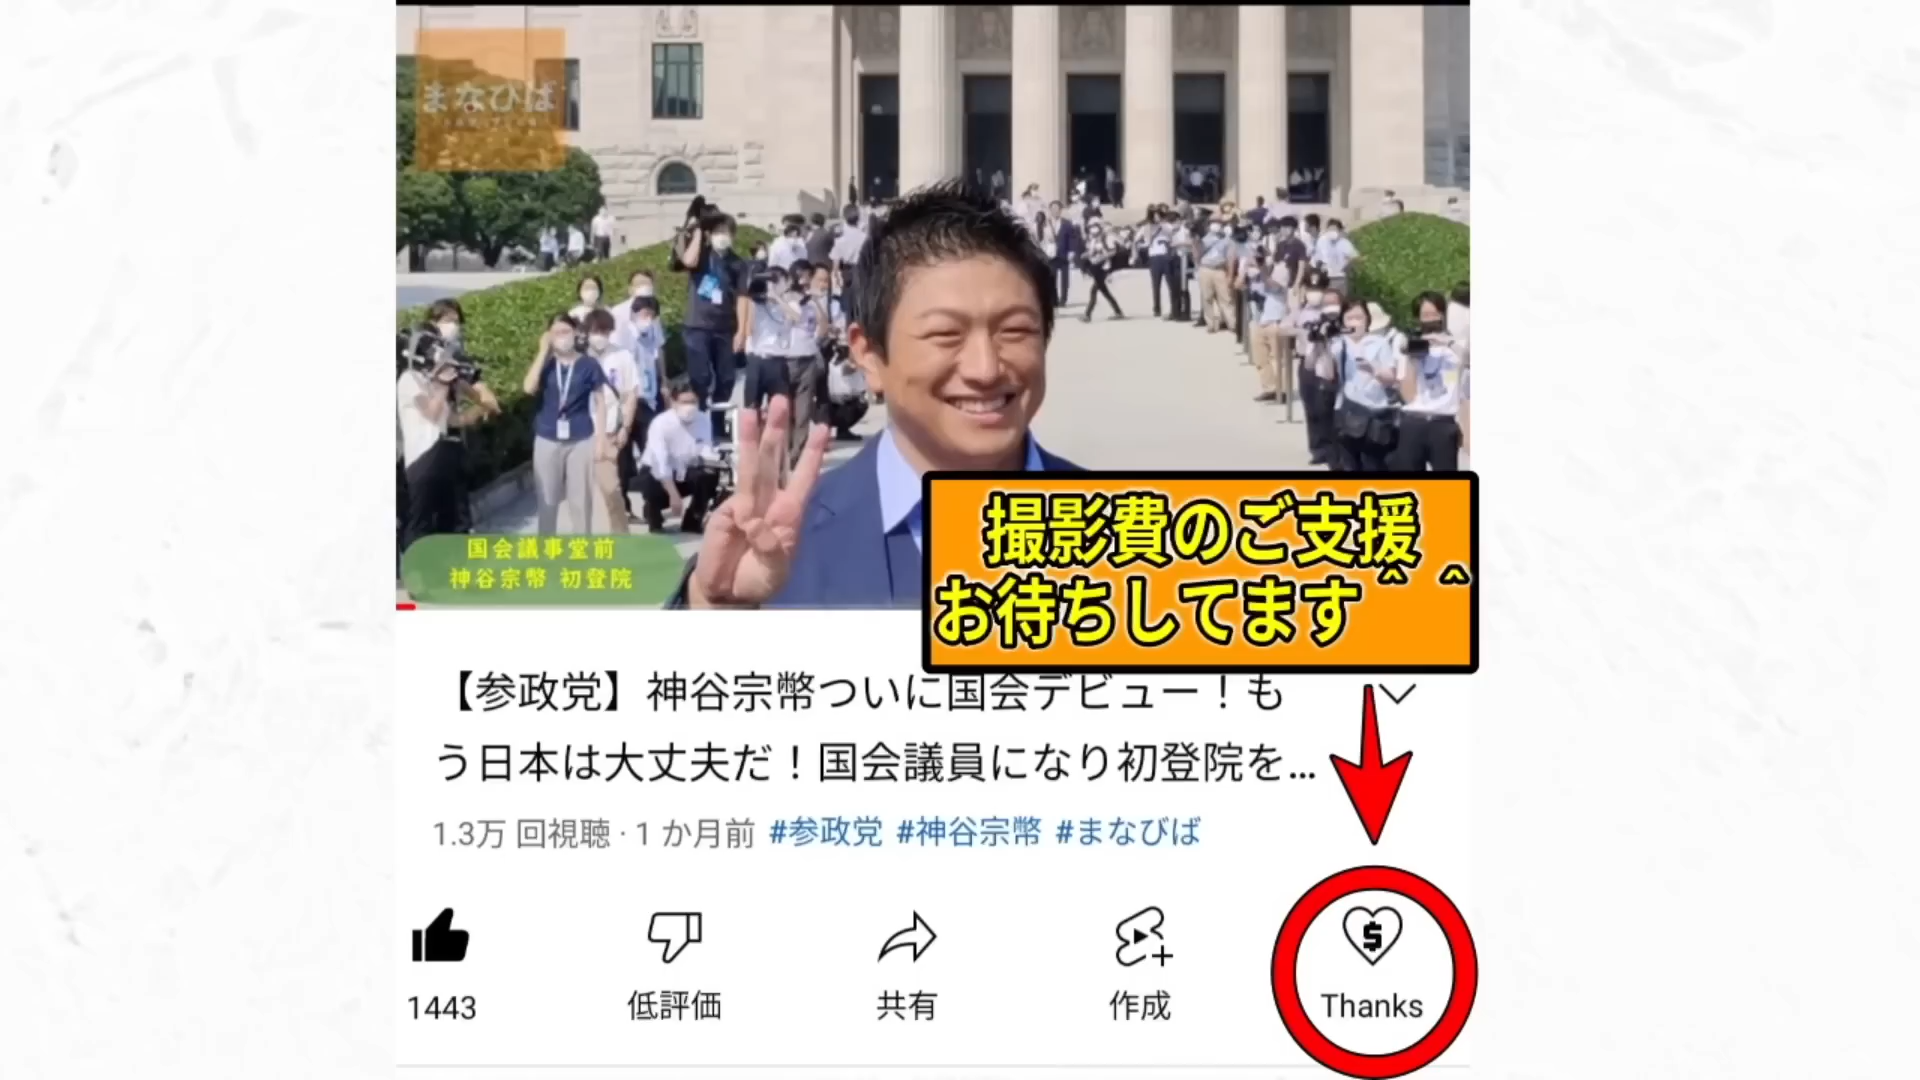 まなびば
国会議事堂前
神谷宗幣 初登院
撮影費のご支援
お待ちしてます＾＾
【参政党】神谷宗幣ついに国会デビュー！も
う日本は大丈夫だ！国会議員になり初登院を...
1.3万 回視聴・1 か月前 #参政党 #神谷宗幣 #まなびば
1443
低評価
共有
作成
$
Thanks